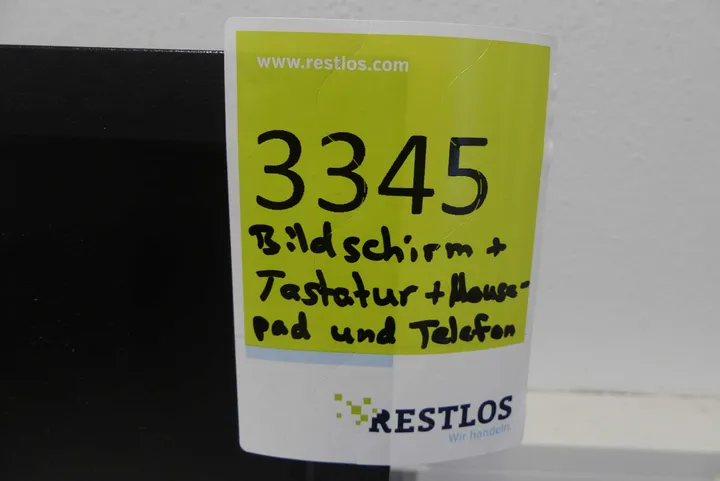 www.restlos.com
3345
Bildschirm +
Tastatur + Mouse-
pad und Telefon
RESTLOS
Wir handeln.